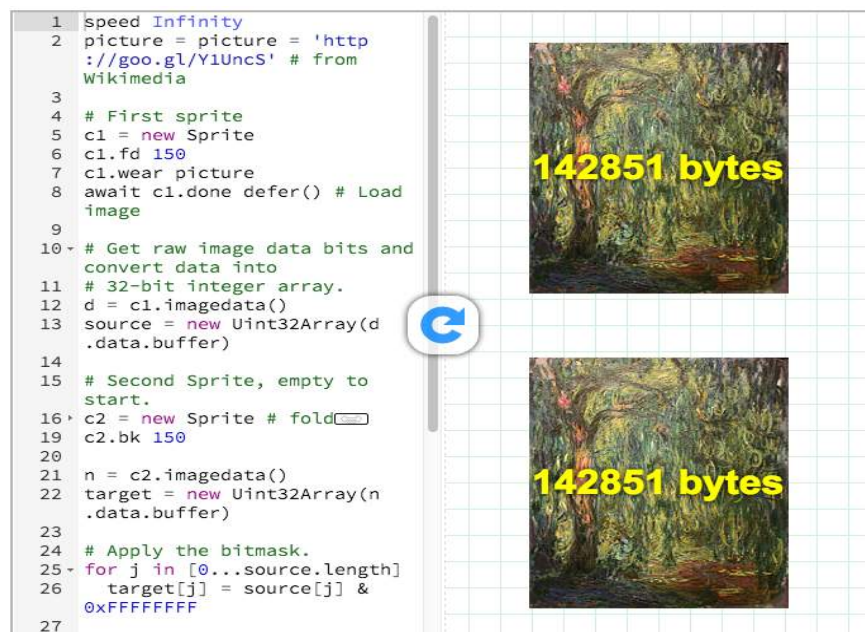 1 speed Infinity
2 picture = picture = 'http
://goo.gl/Y1UncS' # from
Wikimedia
3
4 # First sprite
5 c1 = new Sprite
6 c1.fd 150
7 c1.wear picture
8 await c1.done defer() # Load
image
9
10 # Get raw image data bits and
convert data into
11 # 32-bit integer array.
12 d = c1.imagedata()
13 source = new Uint32Array(d
.data.buffer)
14
15 # Second Sprite, empty to
start.
16 c2 = new Sprite # fold
19 c2.bk 150
20
21 n = c2.imagedata()
22 target = new Uint32Array(n
.data.buffer)
23
24 # Apply the bitmask.
25 for j in [0...source.length]
26 target[j] = source[j] &
0xFFFFFFFF
27
142851 bytes
142851 bytes